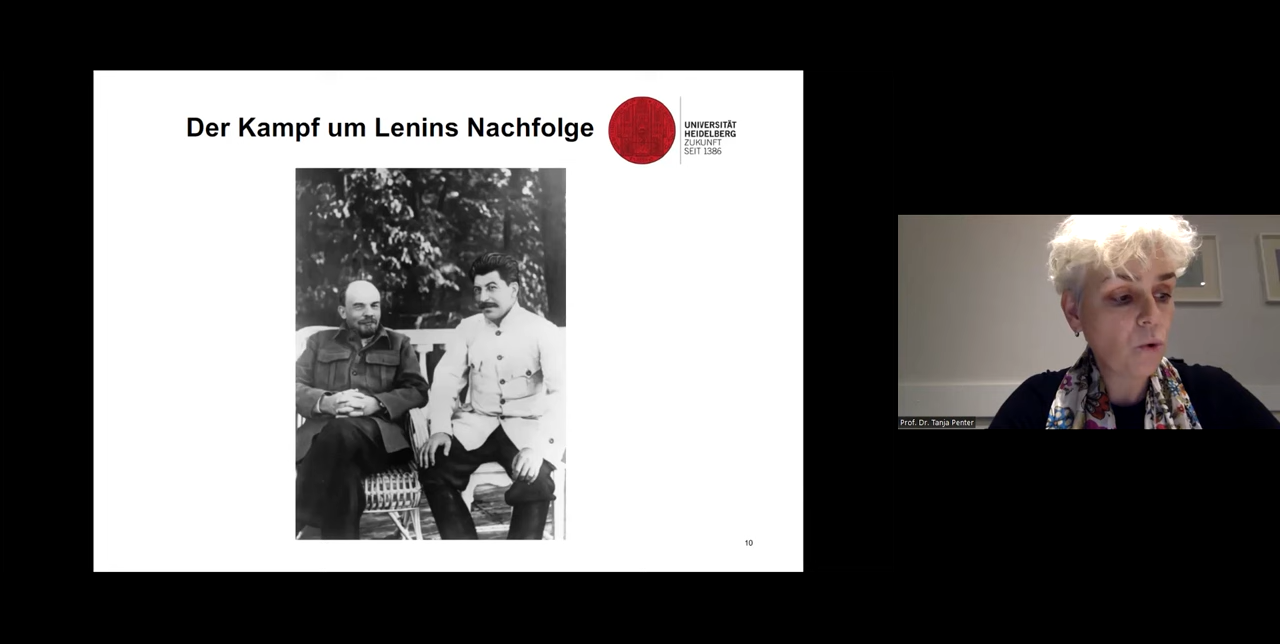 Der Kampf um Lenins Nachfolge
UNIVERSITÄT
HEIDELBERG
ZUKUNFT
SEIT 1386
10
Prof. Dr. Tanja Penter